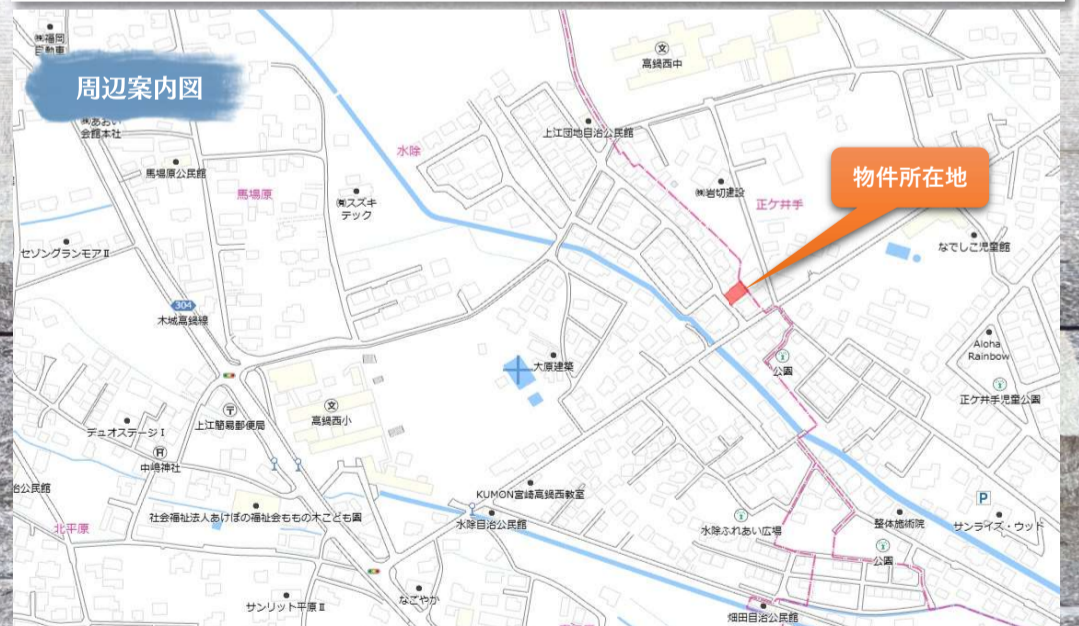 ㈱福岡
自動車
周辺案内図
㈱あおい
会館本社
馬場原公民館
馬場原
水除
㈲スズキ
テック
セゾングランモアⅡ
304
木城高鍋線
文
高鍋西中
上江団地自治公民館
㈱岩切建設
正ケ井手
物件所在地
なでしこ児童館
大原建築
公園
Aloha
Rainbow
正ケ井手児童公園
文
高鍋西小
上江簡易郵便局
デュオステージⅠ
中嶋神社
治公民館
北平原
社会福祉法人あけぼの福祉会ももの木こども園
KUMON宮崎高鍋西教室
水除自治公民館
水除ふれあい広場
整体施術院
P
サンライズ・ウッド
公園
サンリット平原Ⅱ
なごやか
畑田自治公民館